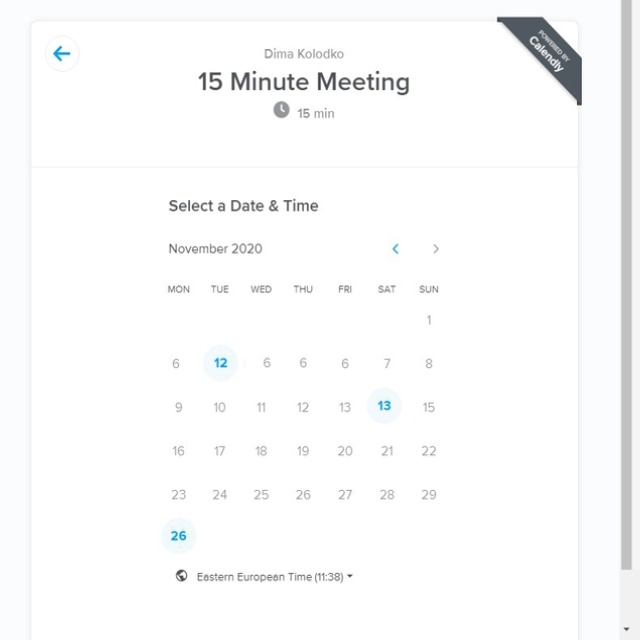 POWERED BY
Calendly
Dima Kolodko
15 Minute Meeting
15 min
Select a Date & Time
November 2020
MON TUE WED THU FRI SAT SUN
1
6 12 6 6 6 7 8
9 10 11 12 13 13 15
16 17 18 19 20 21 22
23 24 25 26 27 28 29
26
Eastern European Time (11:38)